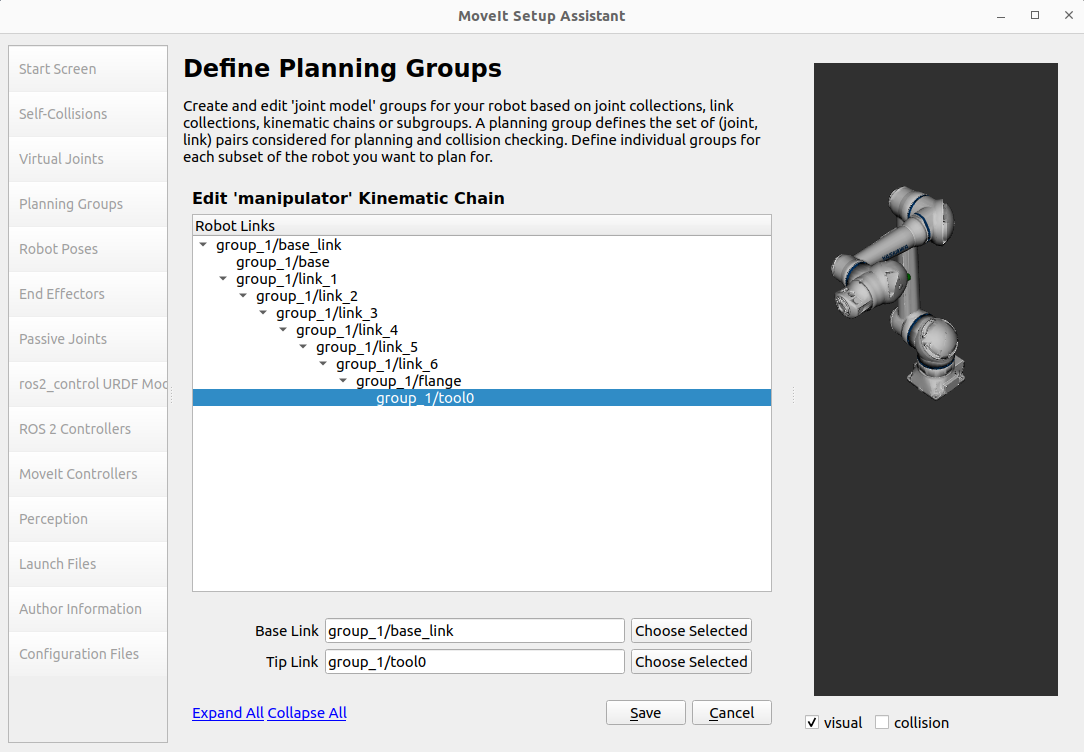 MoveIt Setup Assistant
Start Screen
Self-Collisions
Virtual Joints
Planning Groups
Robot Poses
End Effectors
Passive Joints
ros2_control URDF Moc
ROS 2 Controllers
MoveIt Controllers
Perception
Launch Files
Author Information
Configuration Files
Define Planning Groups
Create and edit 'joint model' groups for your robot based on joint collections, link
collections, kinematic chains or subgroups. A planning group defines the set of (joint,
link) pairs considered for planning and collision checking. Define individual groups for
each subset of the robot you want to plan for.
Edit 'manipulator' Kinematic Chain
Robot Links
group_1/base_link
group_1/base
group_1/link_1
group_1/link_2
group_1/link_3
group_1/link_4
group_1/link_5
group_1/link_6
group_1/flange
group_1/tool0
Base Link group_1/base_link Choose Selected
Tip Link group_1/tool0 Choose Selected
Expand All Collapse All Save Cancel
visual collision